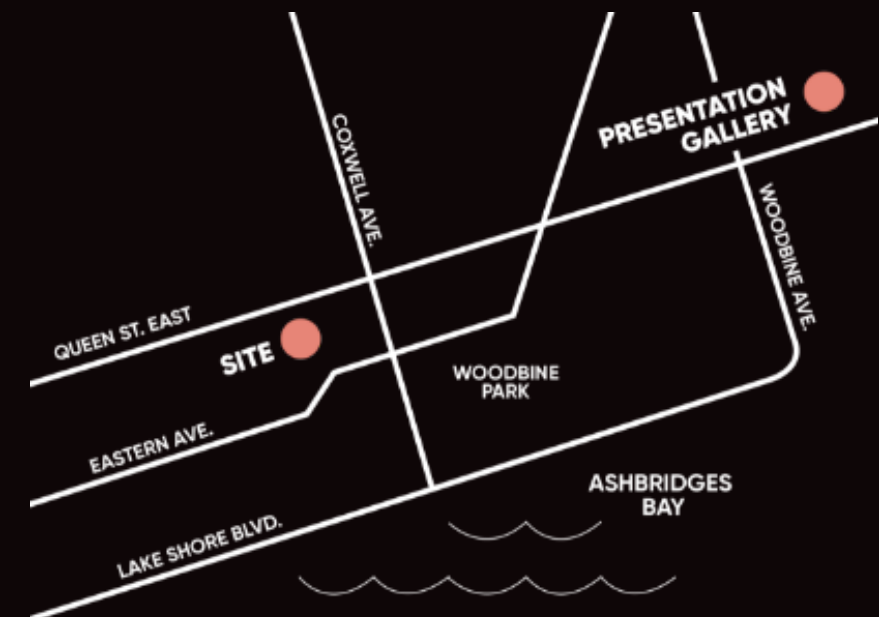 COXWELL AVE.
PRESENTATION
GALLERY
WOODBINE AVE.
QUEEN ST. EAST
SITE
WOODBINE
PARK
EASTERN AVE.
ASHBRIDGES
BAY
LAKE SHORE BLVD.